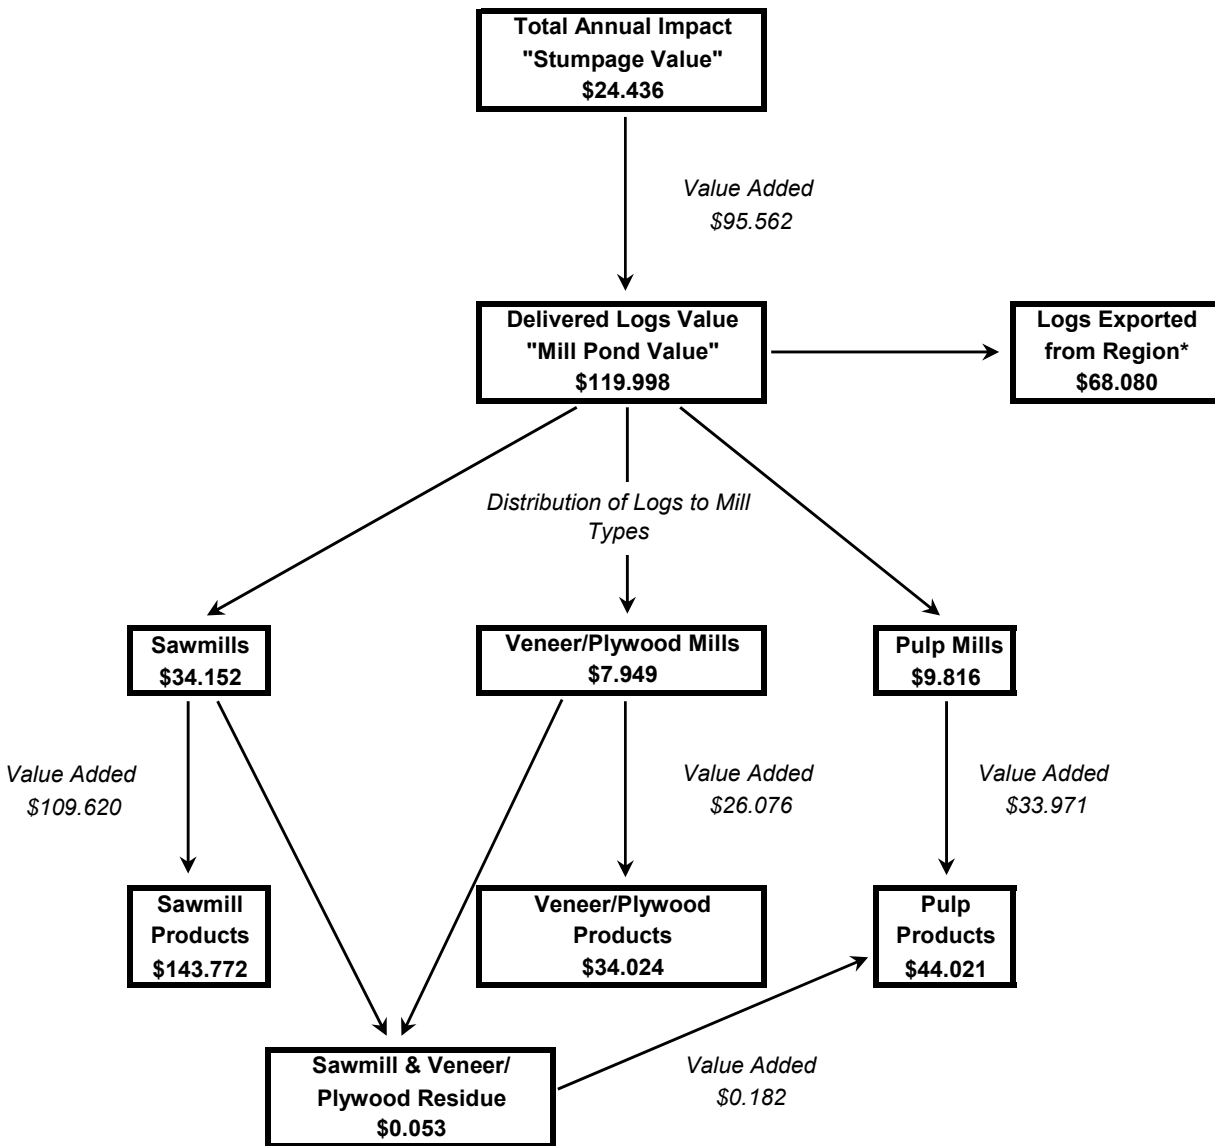 Total Annual Impact
"Stumpage Value"
$24.436
Value Added
$95.562
Delivered Logs Value
"Mill Pond Value"
$119.998
Logs Exported
from Region*
$68.080
Distribution of Logs to Mill
Types
Sawmills
$34.152
Veneer/Plywood Mills
$7.949
Pulp Mills
$9.816
Value Added
$109.620
Value Added
$26.076
Value Added
$33.971
Sawmill
Products
$143.772
Veneer/Plywood
Products
$34.024
Pulp
Products
$44.021
Sawmill & Veneer/
Plywood Residue
$0.053
Value Added
$0.182